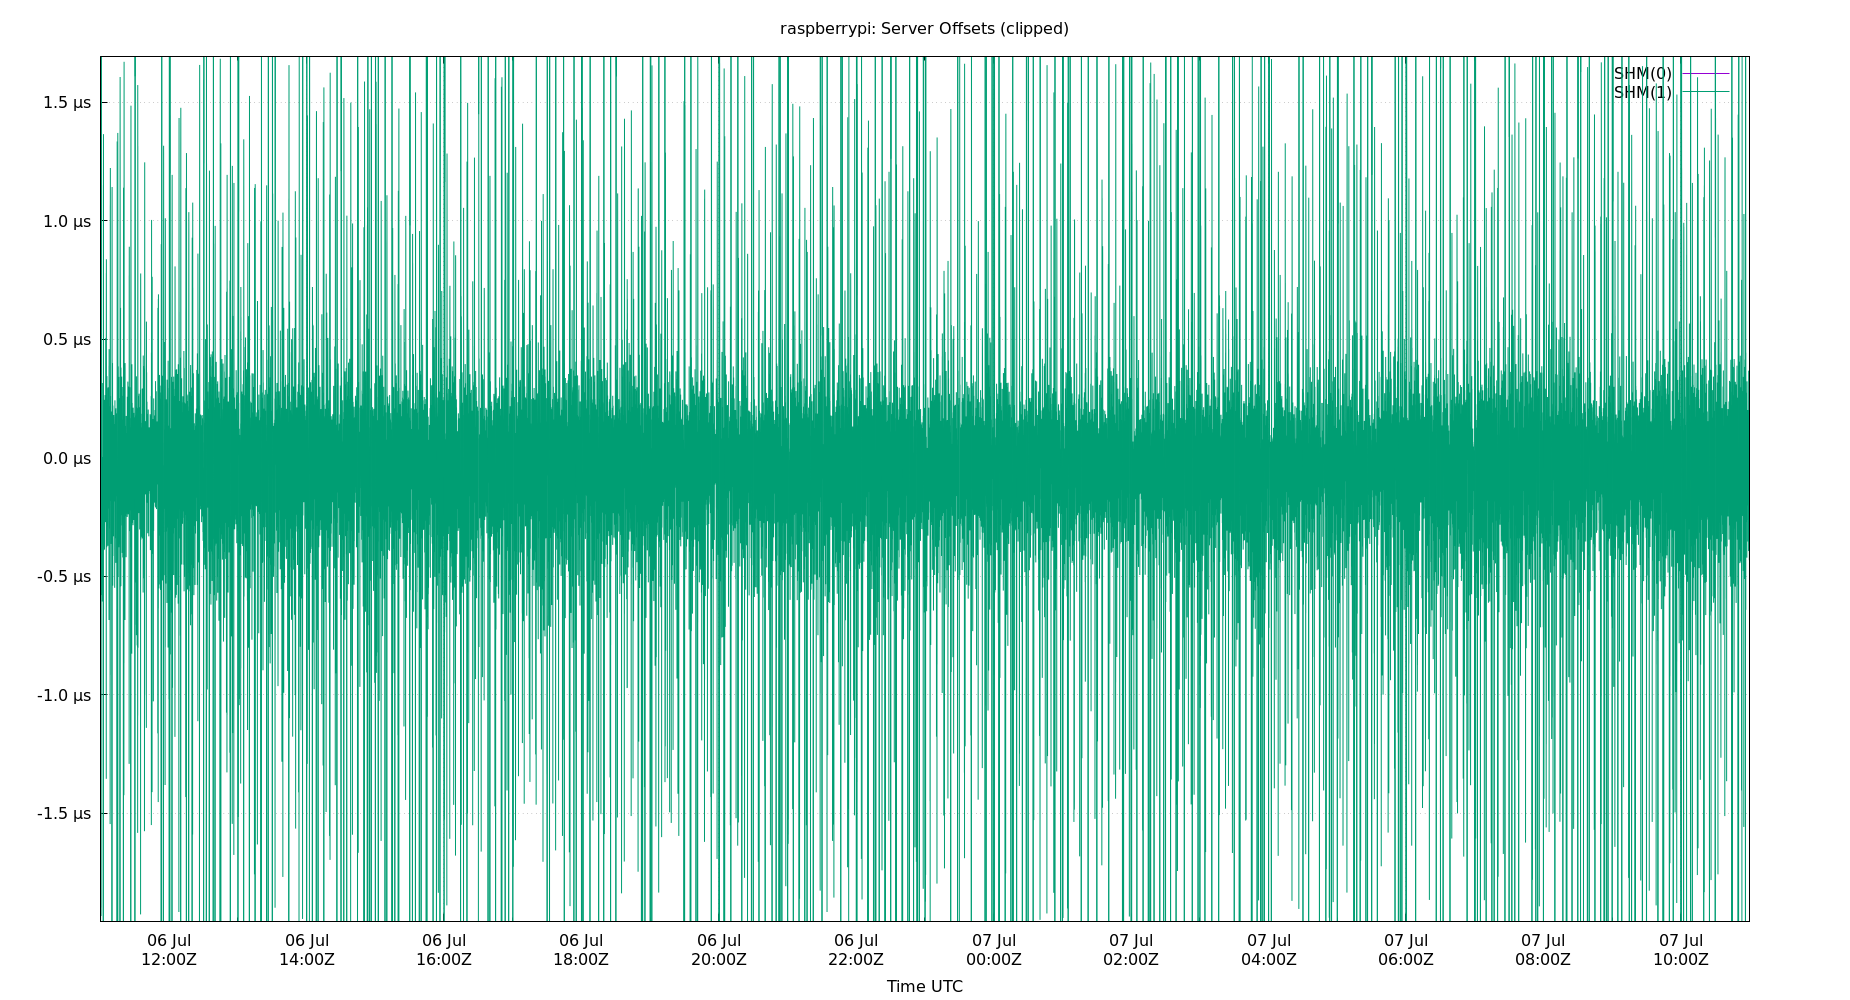 raspberrypi: Server Offsets (clipped)
SHM(0)
SHM(1)
1.5 µs
1.0 µs
0.5 µs
0.0 µs
-0.5 µs
-1.0 µs
-1.5 µs
06 Jul 06 Jul 06 Jul 06 Jul 06 Jul 06 Jul 07 Jul 07 Jul 07 Jul 07 Jul 07 Jul 07 Jul
12:00Z 14:00Z 16:00Z 18:00Z 20:00Z 22:00Z 00:00Z 02:00Z 04:00Z 06:00Z 08:00Z 10:00Z
Time UTC